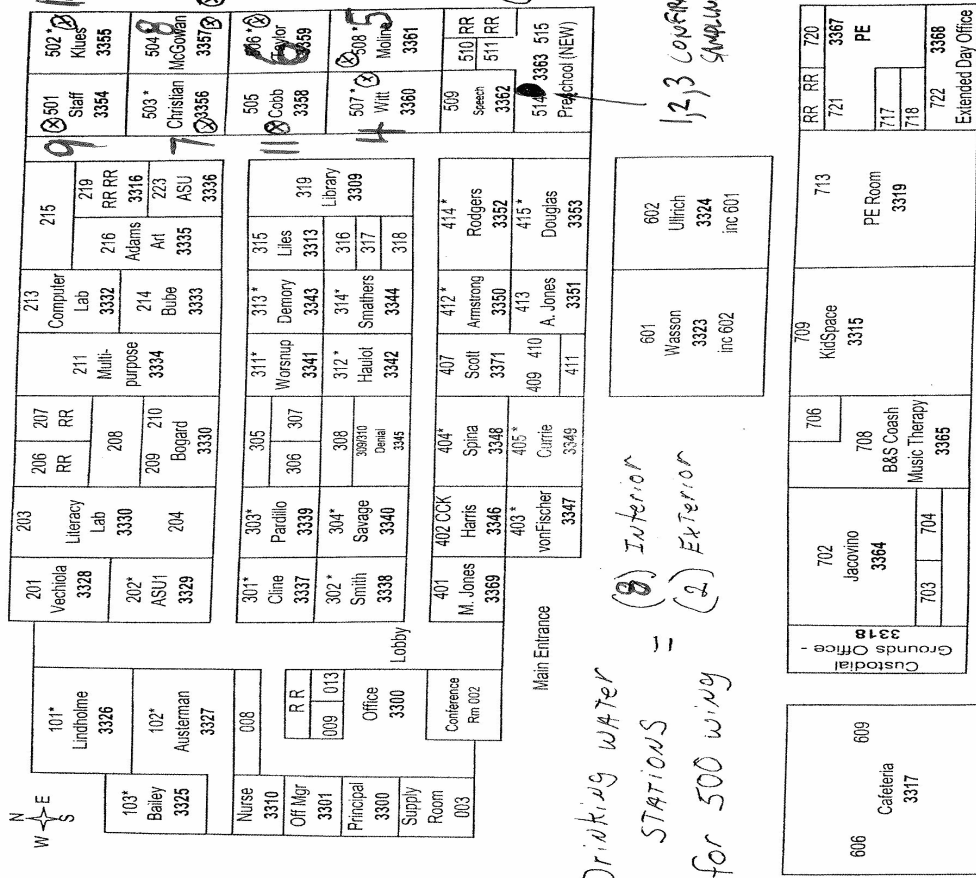 N
W E
S
101*
Lindholme
3326
102*
Austerman
3327
103*
Bailey
3325
008
Nurse
3310
Off Mgr
3301
Principal
3300
Supply
Room
003
R R
009
013
Office
3300
Conference
Rm 002
Lobby
Main Entrance
201
Vechiola
3328
202*
ASU1
3329
203
Literacy
Lab
3330
204
206
RR
207
RR
208
209
210
Bogard
3330
211
Multi-
purpose
3334
213
Computer
Lab
3332
214
Bube
3333
215
216
Adams
Art
3335
219
RR RR
3316
223
ASU
3336
301*
Cline
3337
302*
Smith
3338
303*
Pardillo
3339
304*
Savage
3340
305
306
307
308
309/310
Denial
3345
311*
Worsnup
3341
312*
Haulot
3342
313*
Demory
3343
314*
Smathers
3344
315
Liles
3313
316
317
318
319
Library
3309
401
M. Jones
3369
402 CCK
Harris
3346
403*
vonFischer
3347
404*
Spina
3348
405*
Currie
3349
407
Scott
3371
409
410
411
412*
Armstrong
3350
413
A. Jones
3351
414*
Rodgers
3352
415*
Douglas
3353
502*
Klues
3355
501
Staff
3354
9
504
8
McGowan
3357
503*
Christian
3356
7
506*
6
Taylor
3359
505
Cobb
3358
11
508*
5
Moline
3361
507*
Witt
3360
4
510
RR
511
RR
509
Speech
3362
514
3363
515
Preschool (NEW)
1,2,3 CONFIR
SAMPLIN
601
Wasson
3323
inc 602
602
Ullrich
3324
inc 601
Drinking Water
STATIONS = (8) Interior
for 500 wing (2) Exterior
606
609
Cafeteria
3317
Custodial
Grounds Office -
3318
702
Jacovino
3364
703
704
706
708
B&S Coash
Music Therapy
3365
709
KidSpace
3315
713
PE Room
3319
RR
RR
720
3367
721
PE
717
718
722
3368
Extended Day Office